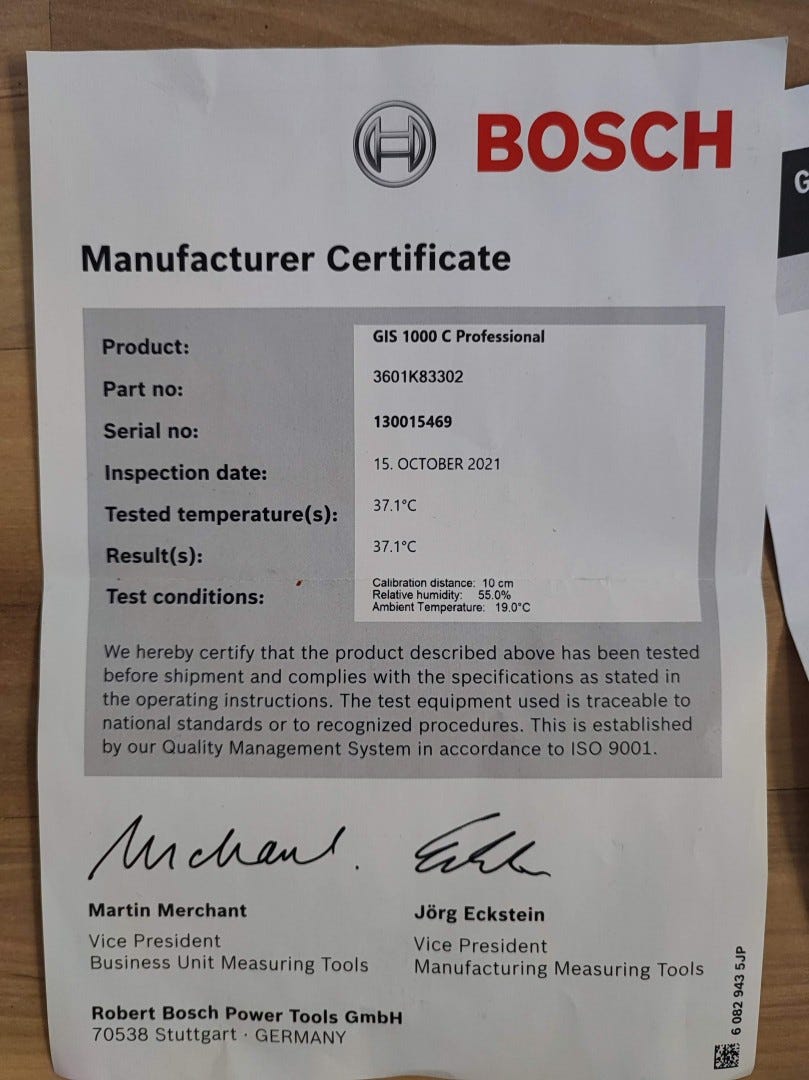 BOSCH
G
Manufacturer Certificate
Product: GIS 1000 C Professional
Part no: 3601K83302
Serial no: 130015469
Inspection date: 15. OCTOBER 2021
Tested temperature(s): 37.1°C
Result(s): 37.1°C
Test conditions: Calibration distance: 10 cm
Relative humidity: 55.0%
Ambient Temperature: 19.0°C
We hereby certify that the product described above has been tested
before shipment and complies with the specifications as stated in
the operating instructions. The test equipment used is traceable to
national standards or to recognized procedures. This is established
by our Quality Management System in accordance to ISO 9001.
Martin Merchant
Vice President
Business Unit Measuring Tools
Jörg Eckstein
Vice President
Manufacturing Measuring Tools
Robert Bosch Power Tools GmbH
70538 Stuttgart · GERMANY
6 082 943 5JP